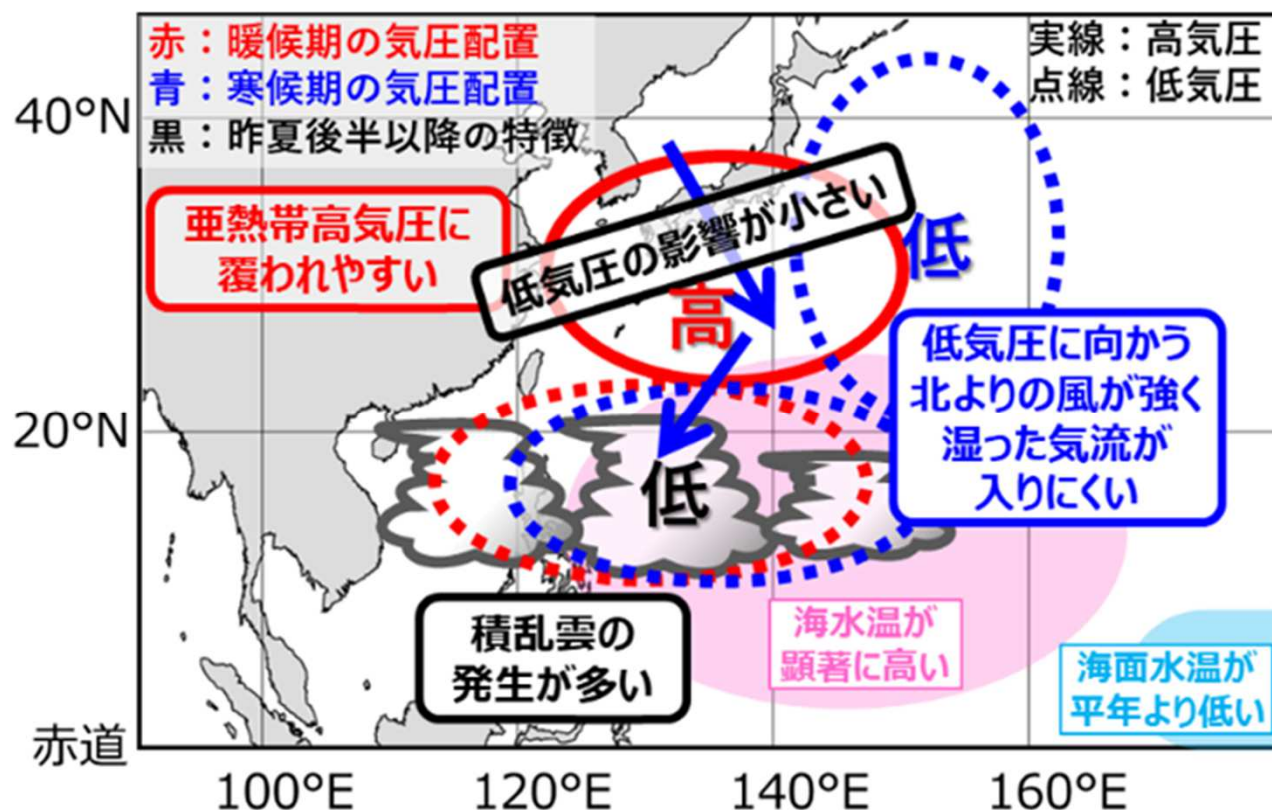 赤：暖候期の気圧配置
青：寒候期の気圧配置
黒：昨夏後半以降の特徴
実線：高気圧
点線：低気圧
40°N
亜熱帯高気圧に
覆われやすい
低気圧の影響が小さい
低
高
低気圧に向かう
北よりの風が強く
湿った気流が
入りにくい
20°N
低
積乱雲の
発生が多い
海水温が
顕著に高い
海面水温が
平年より低い
赤道
100°E
120°E
140°E
160°E